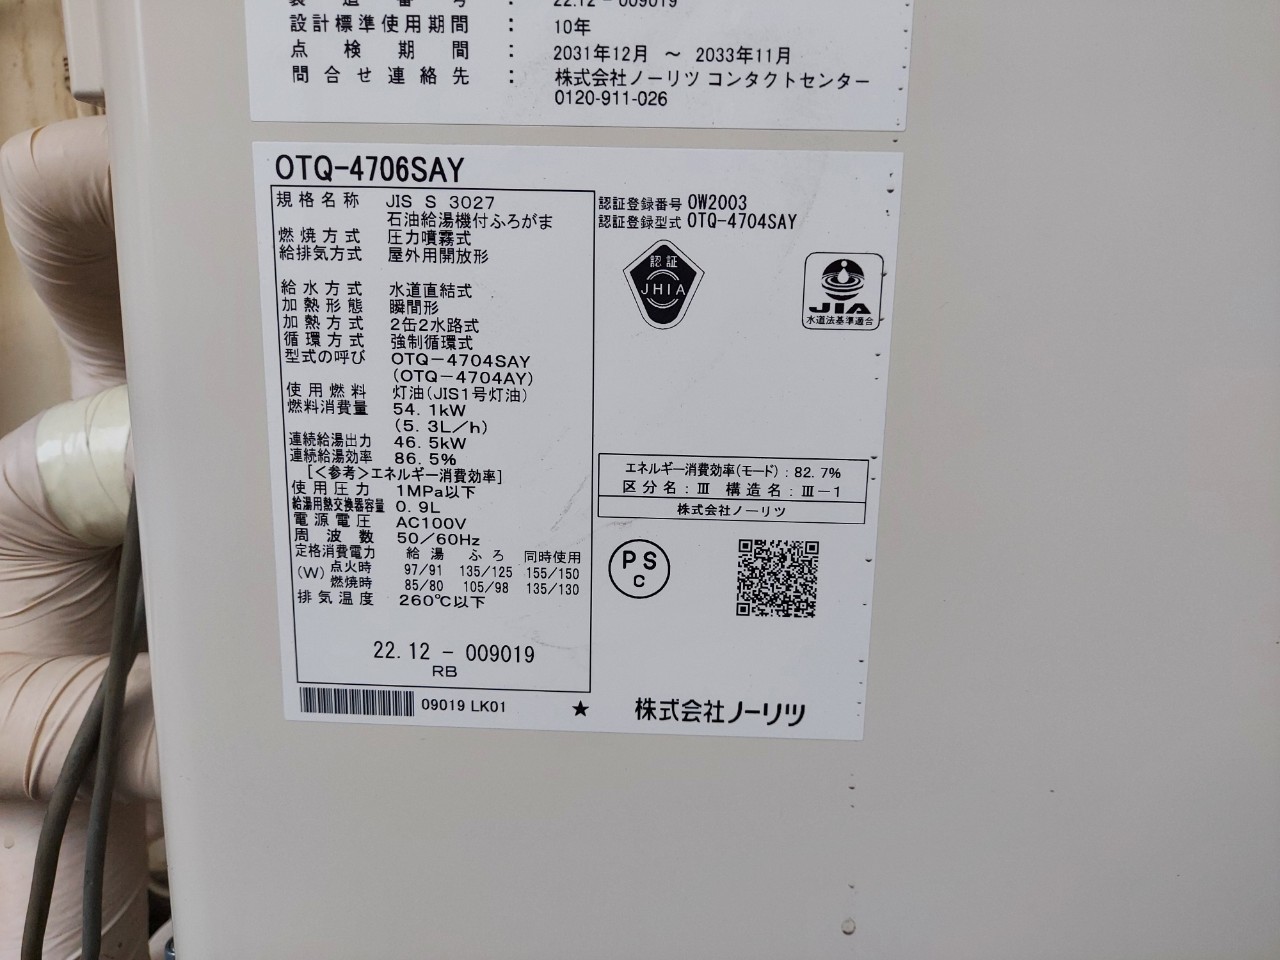 製 造 番 号 : 22.12 - 009019
設計標準使用期間 : 10年
点 検 期 間 : 2031年12月 ～ 2033年11月
問合せ連絡先 : 株式会社ノーリツ コンタクトセンター
0120-911-026
OTQ-4706SAY
規格名称 JIS S 3027
石油給湯機付ふろがま
燃焼方式 圧力噴霧式
給排気方式 屋外用開放形
給水方式 水道直結式
加熱形態 瞬間形
加熱方式 2缶2水路式
循環方式 強制循環式
型式の呼び OTQ-4704SAY
(OTQ-4704AY)
使用燃料 灯油(JIS1号灯油)
燃料消費量 54.1kW
(5.3L/h)
連続給湯出力 46.5kW
連続給湯効率 86.5%
[<参考>エネルギー消費効率]
使用圧力 1MPa以下
給湯用熱交換器容量 0.9L
電源電圧 AC100V
周波数 50/60Hz
定格消費電力 給湯 ふろ 同時使用
(W) 点火時 97/91 135/125 155/150
燃焼時 85/80 105/98 135/130
排気温度 260℃以下
22.12 - 009019
RB
09019 LK01 ★
認証登録番号 OW2003
認証登録型式 OTQ-4704SAY
認証
JHIA
JIA
水道法基準適合
エネルギー消費効率(モード) : 82.7%
区分名 : Ⅲ 構造名 : Ⅲ-1
株式会社ノーリツ
PS
C
株式会社ノーリツ